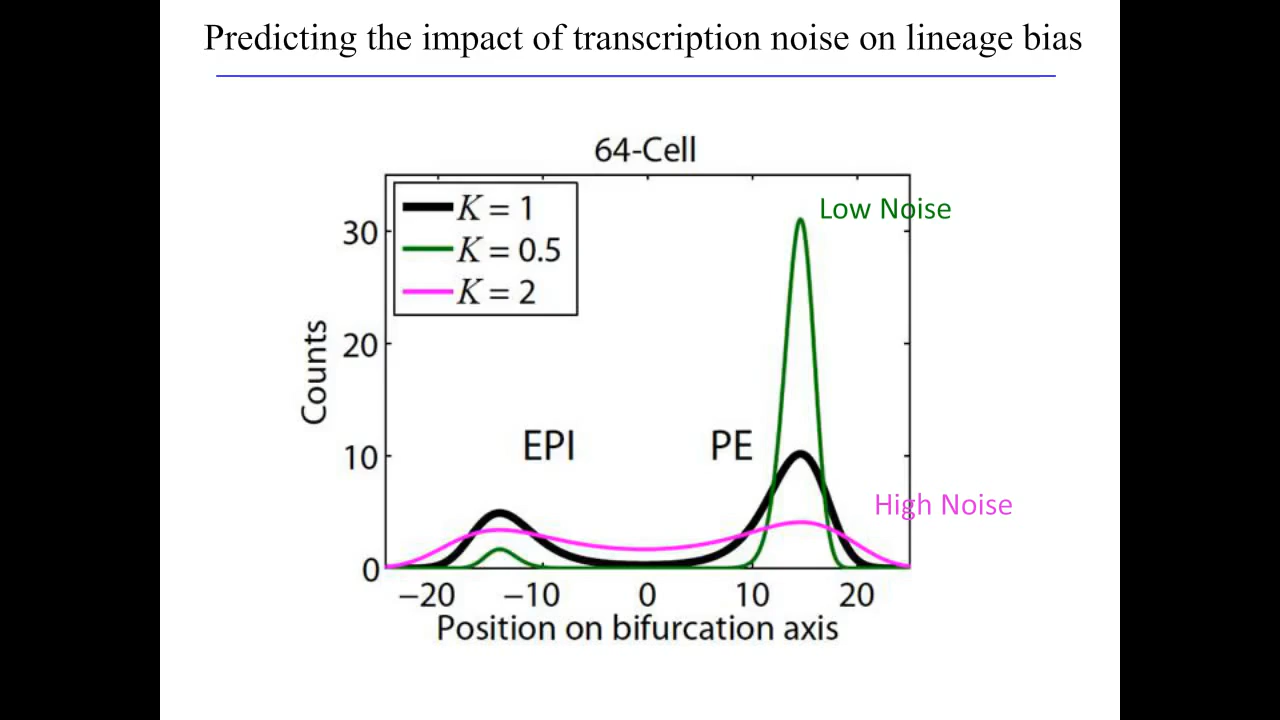 Predicting the impact of transcription noise on lineage bias
64-Cell
K = 1
K = 0.5
K = 2
Low Noise
High Noise
EPI
PE
Counts
30
20
10
0
−20 −10 0 10 20
Position on bifurcation axis